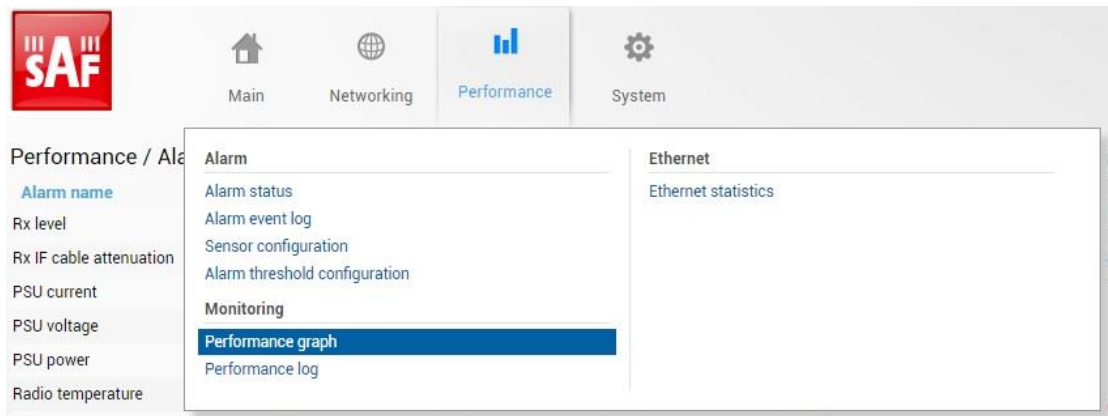 SAF
Main
Networking
Performance
System
Performance / Ala
Alarm name
Rx level
Rx IF cable attenuation
PSU current
PSU voltage
PSU power
Radio temperature
Alarm
Alarm status
Alarm event log
Sensor configuration
Alarm threshold configuration
Monitoring
Performance graph
Performance log
Ethernet
Ethernet statistics